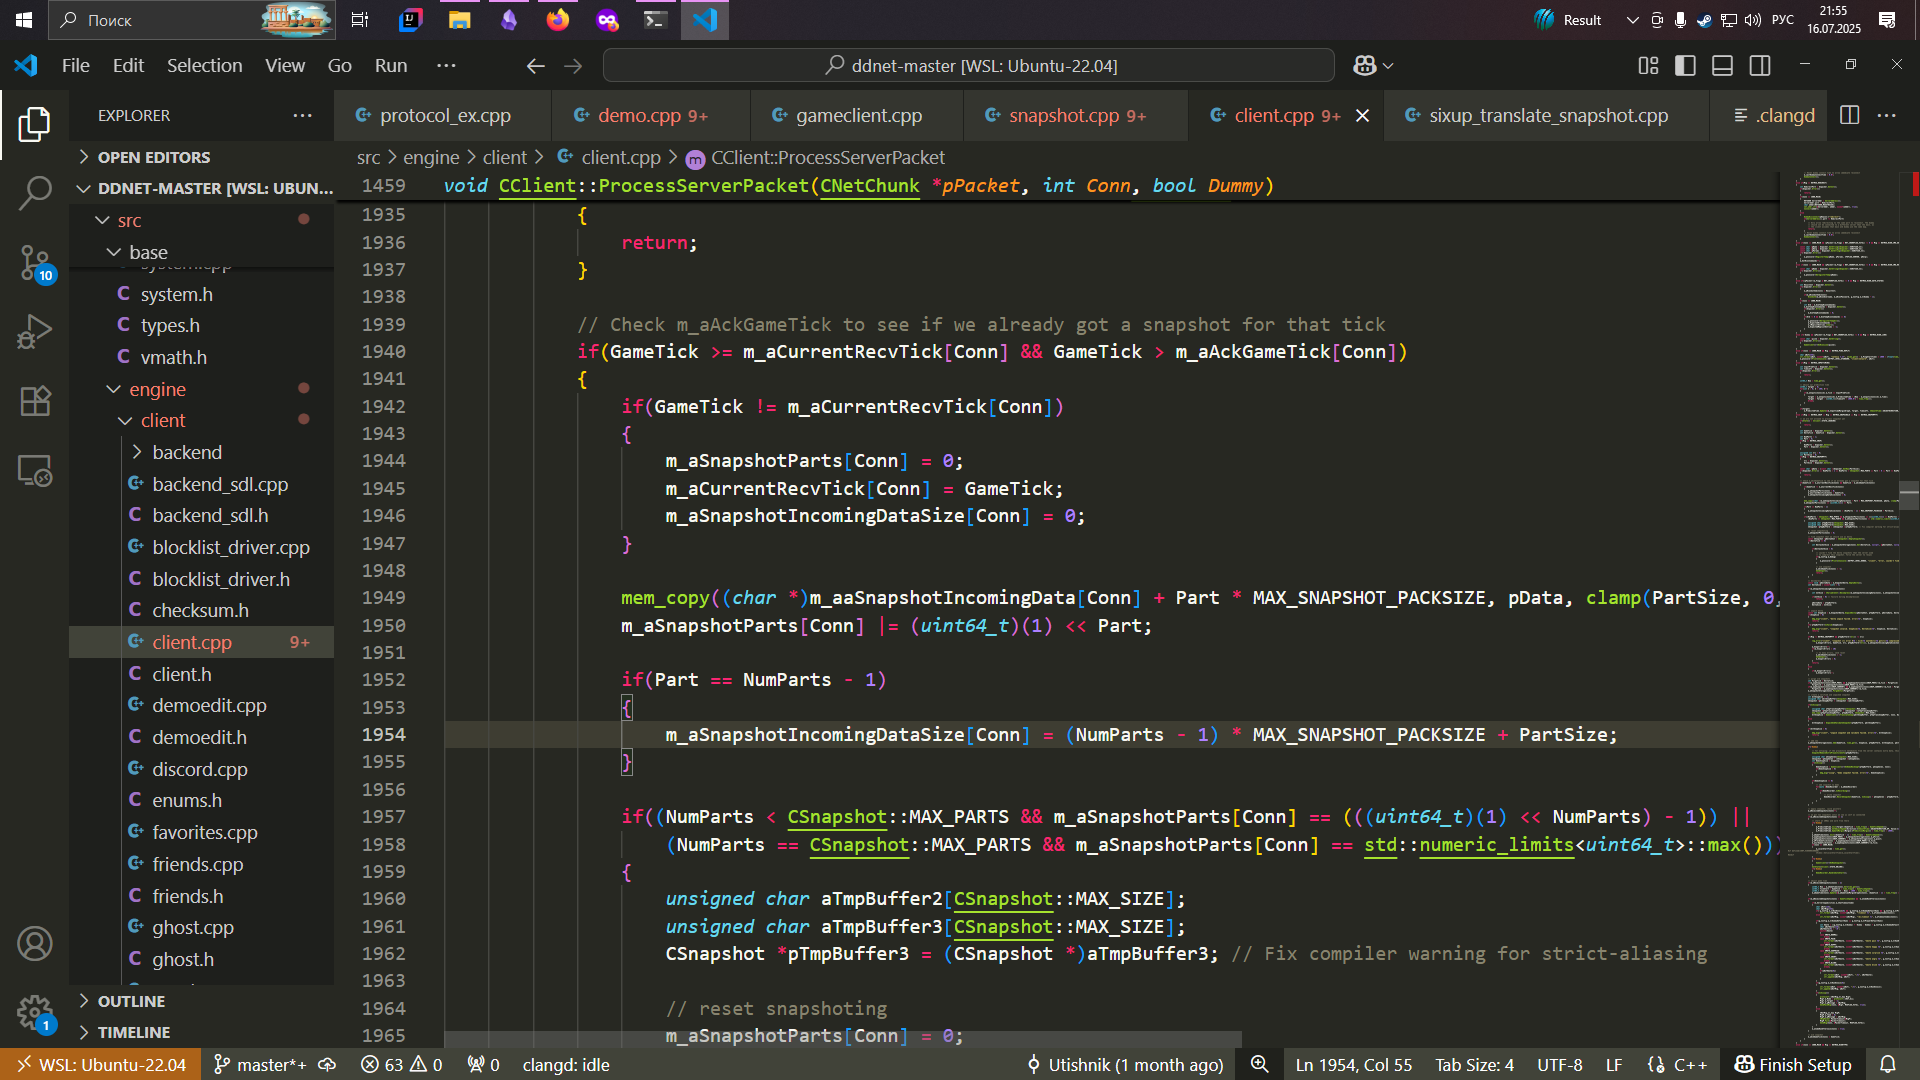 Поиск
Result
РУС
21:55
16.07.2025
File Edit Selection View Go Run ···
ddnet-master [WSL: Ubuntu-22.04]
EXPLORER
protocol_ex.cpp
demo.cpp 9+
gameclient.cpp
snapshot.cpp 9+
client.cpp 9+
sixup_translate_snapshot.cpp
.clangd
OPEN EDITORS
DDNET-MASTER [WSL: UBUN...
src
base
system.cpp
system.h
types.h
vmath.h
engine
client
backend
backend_sdl.cpp
backend_sdl.h
blocklist_driver.cpp
blocklist_driver.h
checksum.h
client.cpp 9+
client.h
demoedit.cpp
demoedit.h
discord.cpp
enums.h
favorites.cpp
friends.cpp
friends.h
ghost.cpp
ghost.h
OUTLINE
TIMELINE
10
1
src > engine > client > client.cpp > CClient::ProcessServerPacket
1459 void CClient::ProcessServerPacket(CNetChunk *pPacket, int Conn, bool Dummy)
1935 {
1936 return;
1937 }
1938
1939 // Check m_aAckGameTick to see if we already got a snapshot for that tick
1940 if(GameTick >= m_aCurrentRecvTick[Conn] && GameTick > m_aAckGameTick[Conn])
1941 {
1942 if(GameTick != m_aCurrentRecvTick[Conn])
1943 {
1944 m_aSnapshotParts[Conn] = 0;
1945 m_aCurrentRecvTick[Conn] = GameTick;
1946 m_aSnapshotIncomingDataSize[Conn] = 0;
1947 }
1948
1949 mem_copy((char *)m_aaSnapshotIncomingData[Conn] + Part * MAX_SNAPSHOT_PACKSIZE, pData, clamp(PartSize, 0,
1950 m_aSnapshotParts[Conn] |= (uint64_t)(1) << Part;
1951
1952 if(Part == NumParts - 1)
1953 {
1954 m_aSnapshotIncomingDataSize[Conn] = (NumParts - 1) * MAX_SNAPSHOT_PACKSIZE + PartSize;
1955 }
1956
1957 if((NumParts < CSnapshot::MAX_PARTS && m_aSnapshotParts[Conn] == (((uint64_t)(1) << NumParts) - 1)) ||
1958 (NumParts == CSnapshot::MAX_PARTS && m_aSnapshotParts[Conn] == std::numeric_limits<uint64_t>::max()))
1959 {
1960 unsigned char aTmpBuffer2[CSnapshot::MAX_SIZE];
1961 unsigned char aTmpBuffer3[CSnapshot::MAX_SIZE];
1962 CSnapshot *pTmpBuffer3 = (CSnapshot *)aTmpBuffer3; // Fix compiler warning for strict-aliasing
1963
1964 // reset snapshoting
1965 m_aSnapshotParts[Conn] = 0;
WSL: Ubuntu-22.04 master*+ 63 0 0 clangd: idle Utishnik (1 month ago) Ln 1954, Col 55 Tab Size: 4 UTF-8 LF {} C++ Finish Setup